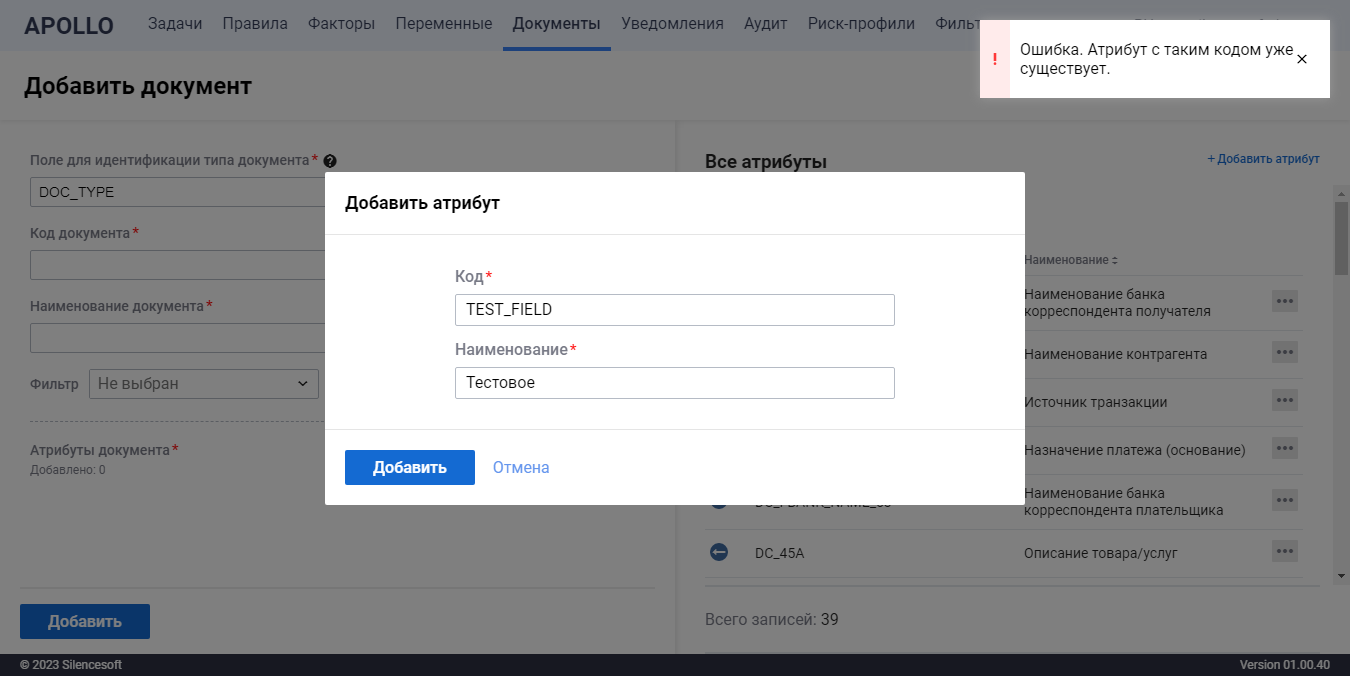 APOLLO
Задачи Правила Факторы Переменные Документы Уведомления Аудит Риск-профили
Ошибка. Атрибут с таким кодом уже
существует.
Добавить документ
Поле для идентификации типа документа*
DOC_TYPE
Код документа*
Наименование документа*
Фильтр Не выбран
Атрибуты документа*
Добавлено: 0
Добавить
Все атрибуты
+ Добавить атрибут
Добавить атрибут
Код*
TEST_FIELD
Наименование*
Тестовое
Добавить Отмена
Наименование
Наименование банка
корреспондента получателя
Наименование контрагента
Источник транзакции
Назначение платежа (основание)
Наименование банка
корреспондента плательщика
DC_45A Описание товара/услуг
Всего записей: 39
© 2023 Silencesoft Version 01.00.40